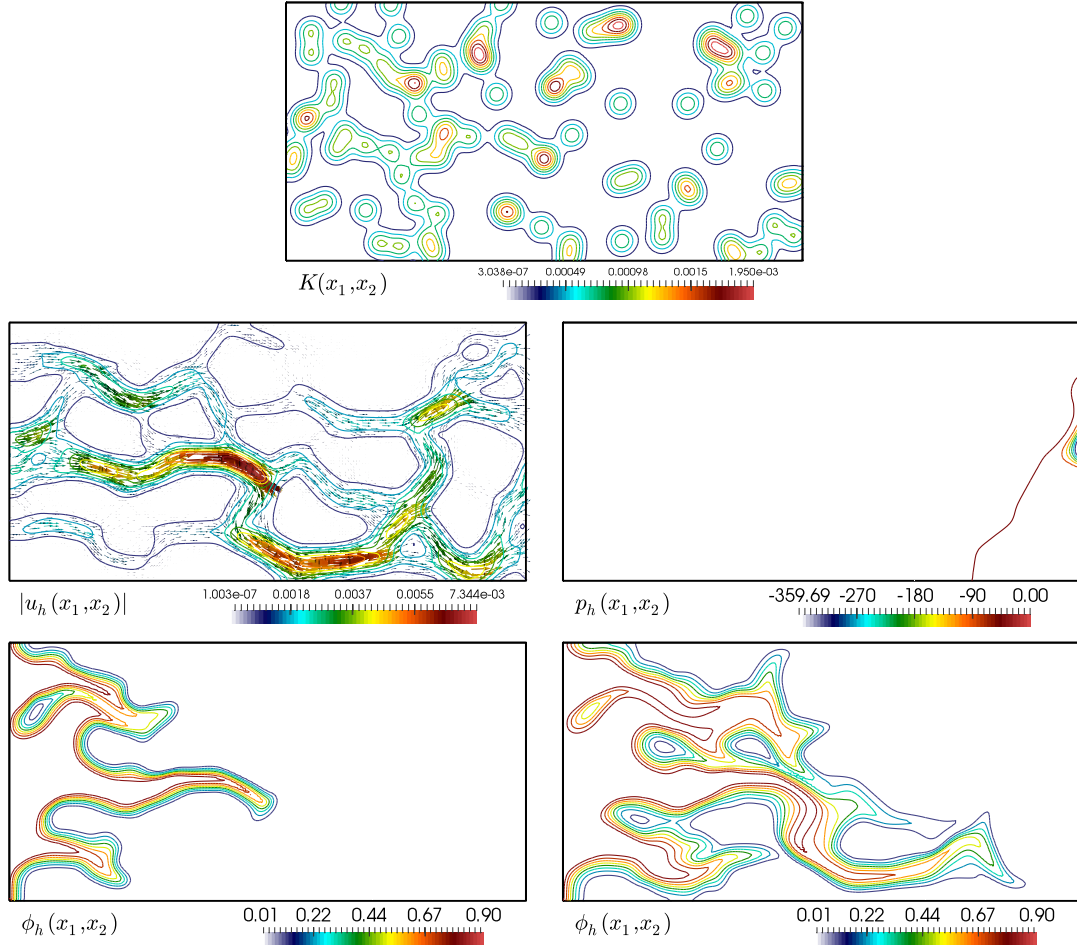 3.038e-07 0.00049 0.00098 0.0015 1.950e-03
K(x₁,x₂)
1.003e-07 0.0018 0.0037 0.0055 7.344e-03
|uₕ(x₁,x₂)|
-359.69 -270 -180 -90 0.00
pₕ(x₁,x₂)
0.01 0.22 0.44 0.67 0.90
ϕₕ(x₁,x₂)
0.01 0.22 0.44 0.67 0.90
ϕₕ(x₁,x₂)